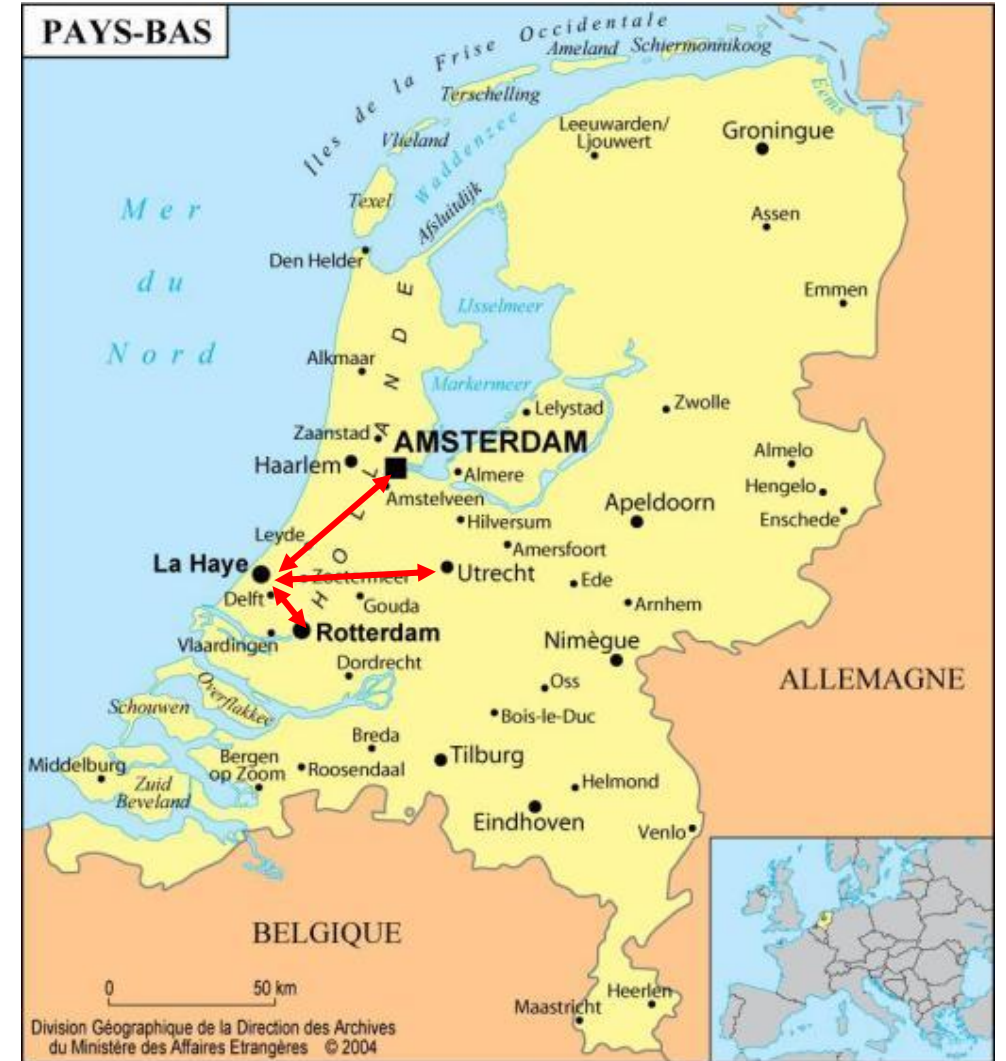 PAYS-BAS
Iles de la Frise Occidentale
Ameland
Schiermonnikoog
Terschelling
Vlieland
Waddenzee
Eems
Leeuwarden/
Ljouwert
Groningue
Texel
Afsluitdijk
Mer
du
Nord
Assen
Den Helder
Emmen
IJsselmeer
HOLLANDE
Alkmaar
Markermeer
Lelystad
Zwolle
Zaanstad
AMSTERDAM
Haarlem
Almere
Almelo
Amstelveen
Hengelo
Apeldoorn
Enschede
Hilversum
Leyde
Amersfoort
La Haye
Zoetermeer
Utrecht
Ede
Delft
Gouda
Arnhem
Rotterdam
Vlaardingen
Nimègue
Dordrecht
ALLEMAGNE
Overflakkee
Oss
Schouwen
Bois-le-Duc
Breda
Tilburg
Middelburg
Bergen
op Zoom
Roosendaal
Zuid
Beveland
Helmond
Eindhoven
Venlo
BELGIQUE
0
50 km
Maastricht
Heerlen
Division Géographique de la Direction des Archives
du Ministére des Affaires Etrangères © 2004